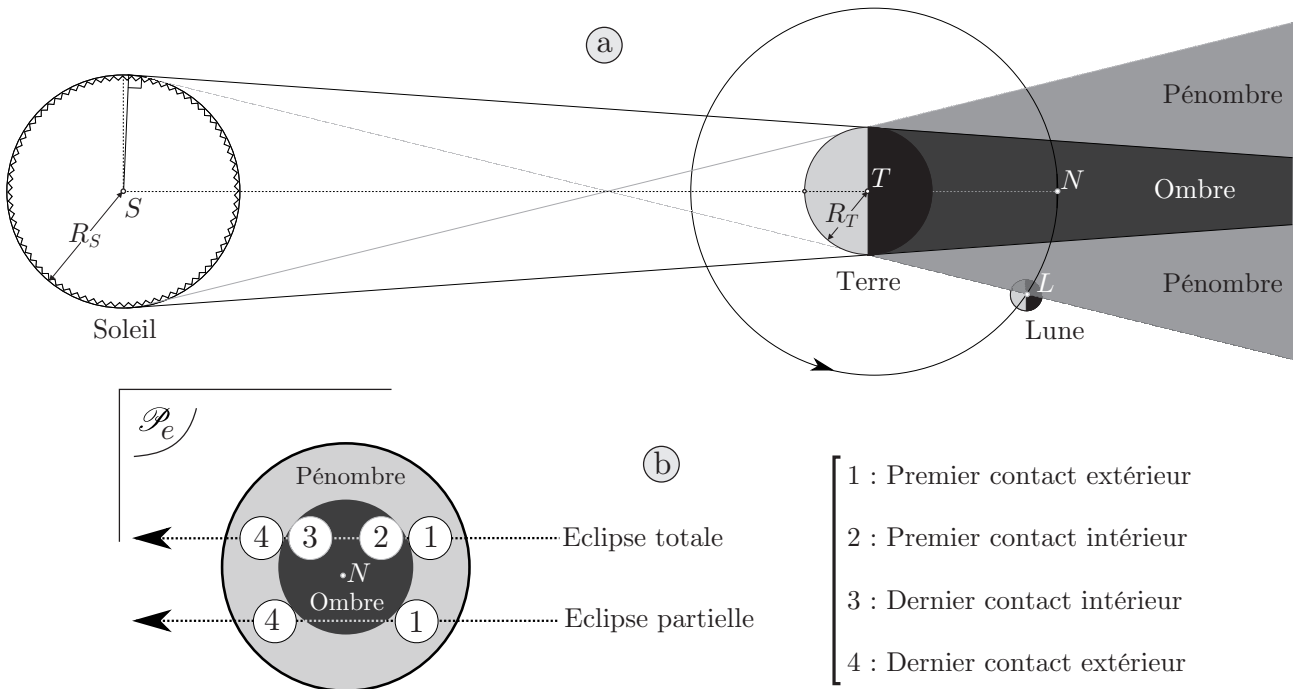 a
Pénombre
T
N
Ombre
S
R_S
R_T
Terre
Pénombre
L
Soleil
Lune
𝒫e
b
Pénombre
1 : Premier contact extérieur
4 3 2 1
Eclipse totale
2 : Premier contact intérieur
N
Ombre
3 : Dernier contact intérieur
4 1
Eclipse partielle
4 : Dernier contact extérieur